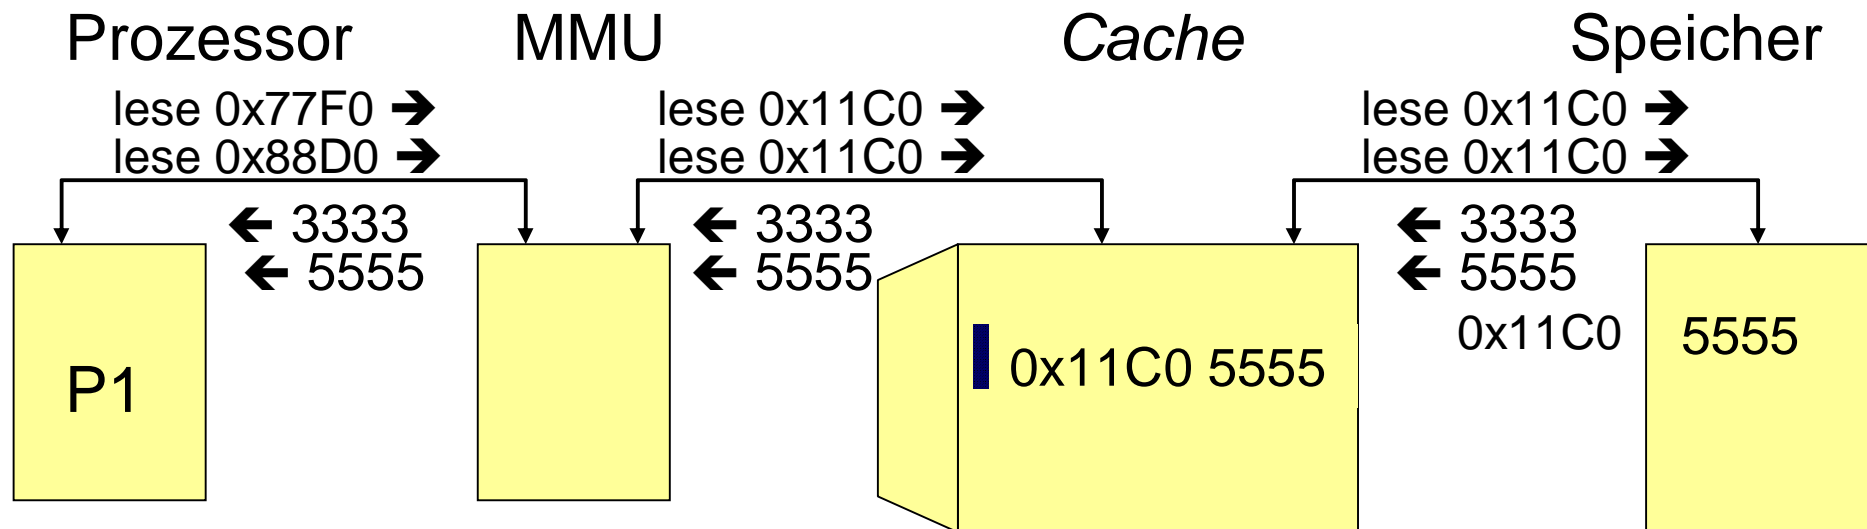 Prozessor MMU Cache Speicher
lese 0x77F0 → lese 0x11C0 → lese 0x11C0 →
lese 0x88D0 → lese 0x11C0 → lese 0x11C0 →
← 3333 ← 3333 ← 3333
← 5555 ← 5555 ← 5555
0x11C0 5555
0x11C0 5555
P1